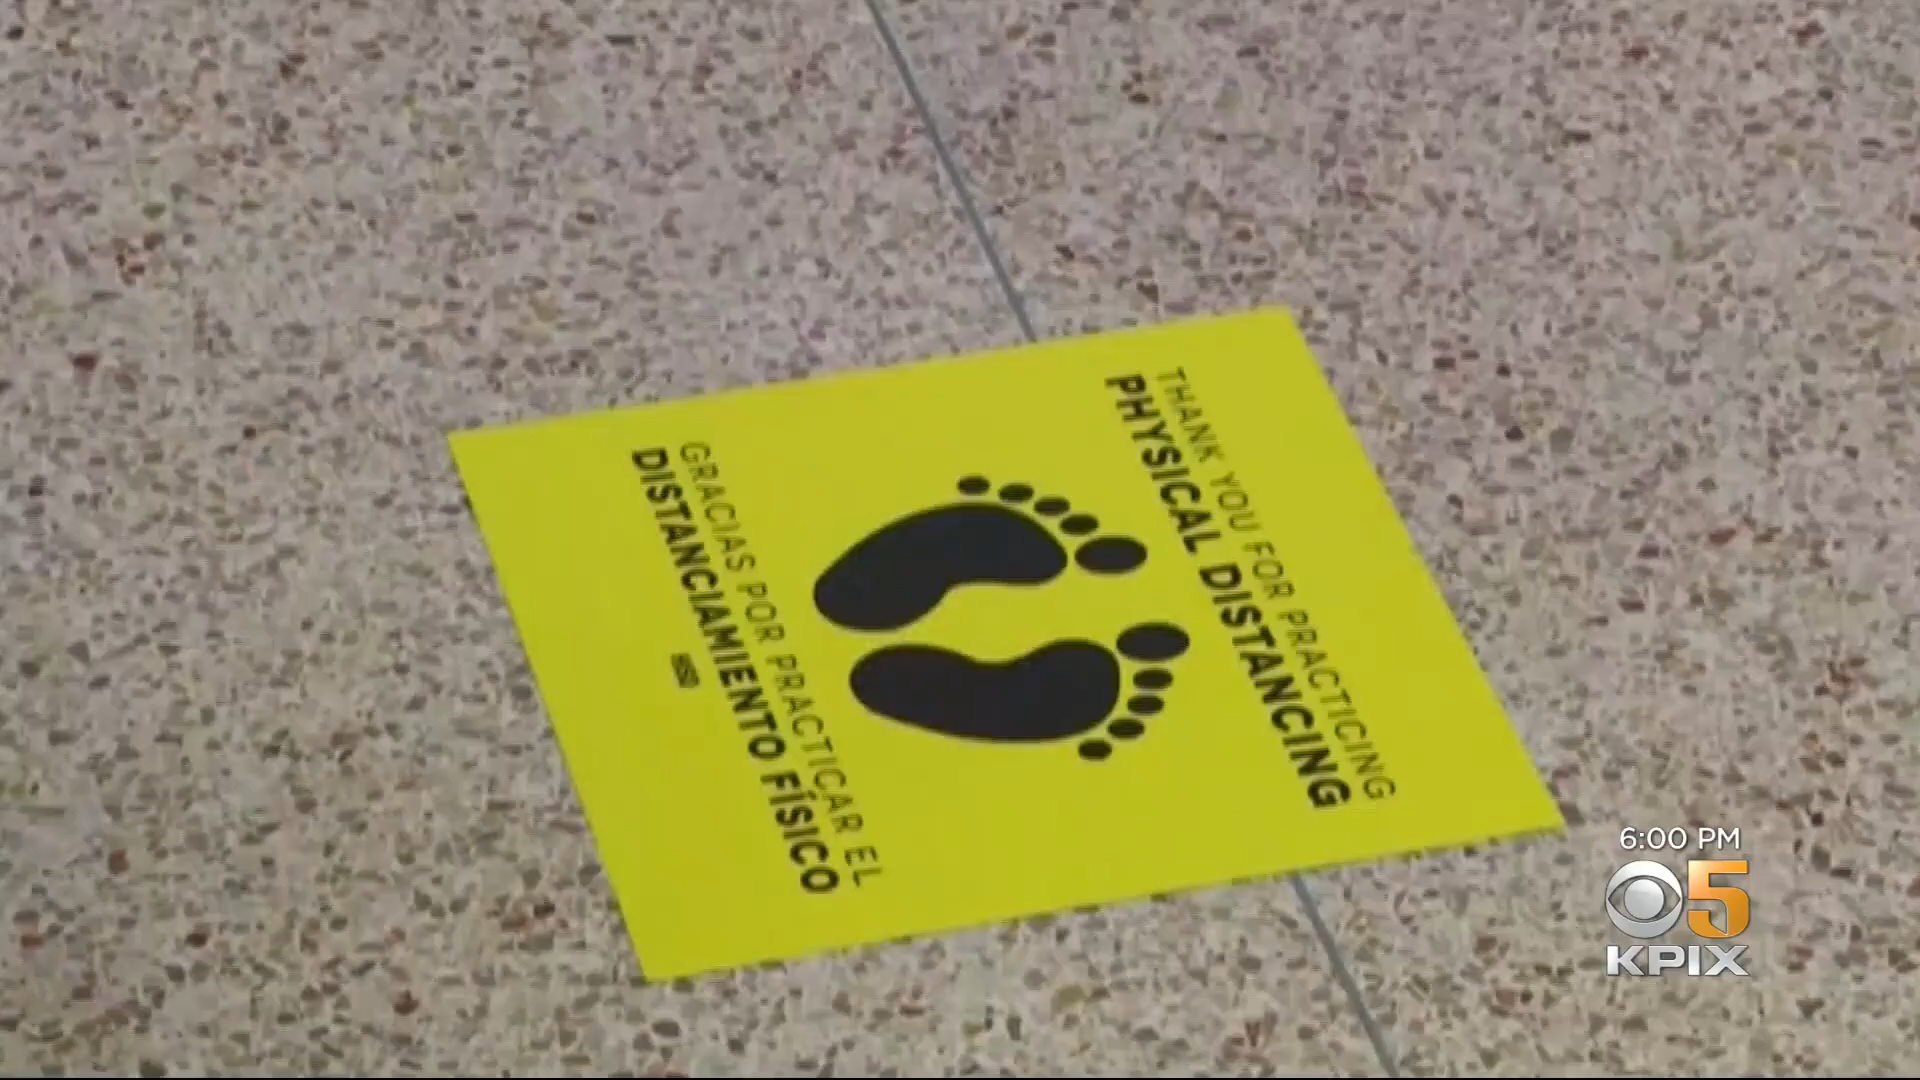 THANK YOU FOR PRACTICING
PHYSICAL DISTANCING
GRACIAS POR PRACTICAR EL
DISTANCIAMIENTO FÍSICO
6:00 PM
5
KPIX